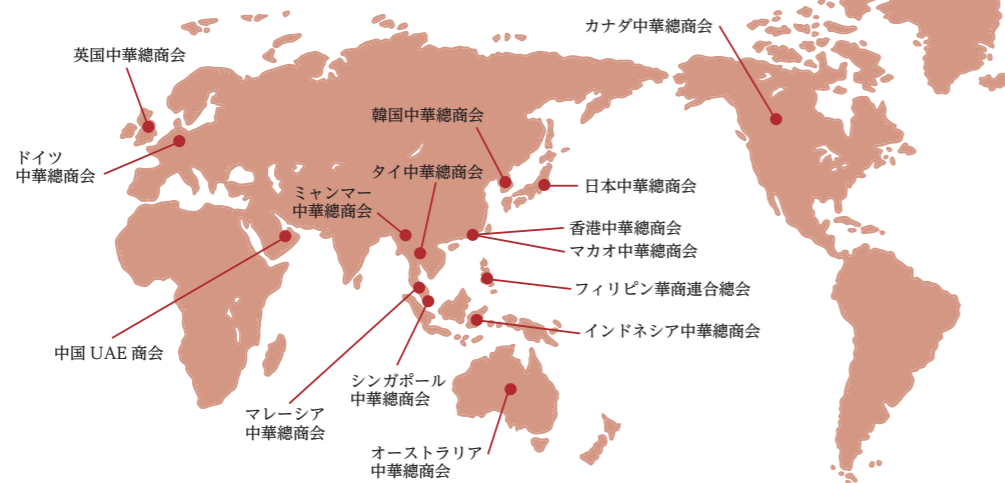 カナダ中華總商会
英国中華總商会
韓国中華總商会
ドイツ
中華總商会
タイ中華總商会
ミャンマー
中華總商会
日本中華總商会
香港中華總商会
マカオ中華總商会
フィリピン華商連合總会
インドネシア中華總商会
中国 UAE 商会
シンガポール
中華總商会
マレーシア
中華總商会
オーストラリア
中華總商会